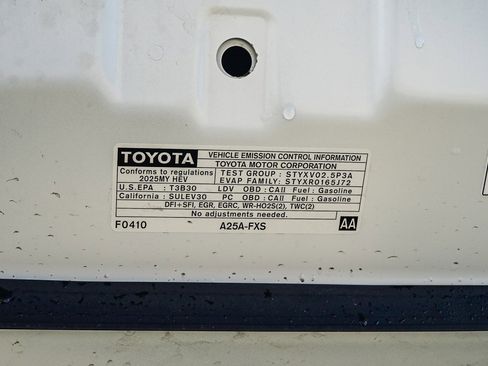 TOYOTA VEHICLE EMISSION CONTROL INFORMATION
TOYOTA MOTOR CORPORATION
Conforms to regulations TEST GROUP : STYXV02.5P3A
2025MY HEV EVAP FAMILY: STYXR0165J72
U.S.EPA : T3B30 LDV OBD : CAII Fuel : Gasoline
California : SULEV30 PC OBD : CAII Fuel : Gasoline
DFI+SFI, EGR, EGRC, WR-HO2S(2), TWC(2)
No adjustments needed.
F0410 A25A-FXS AA